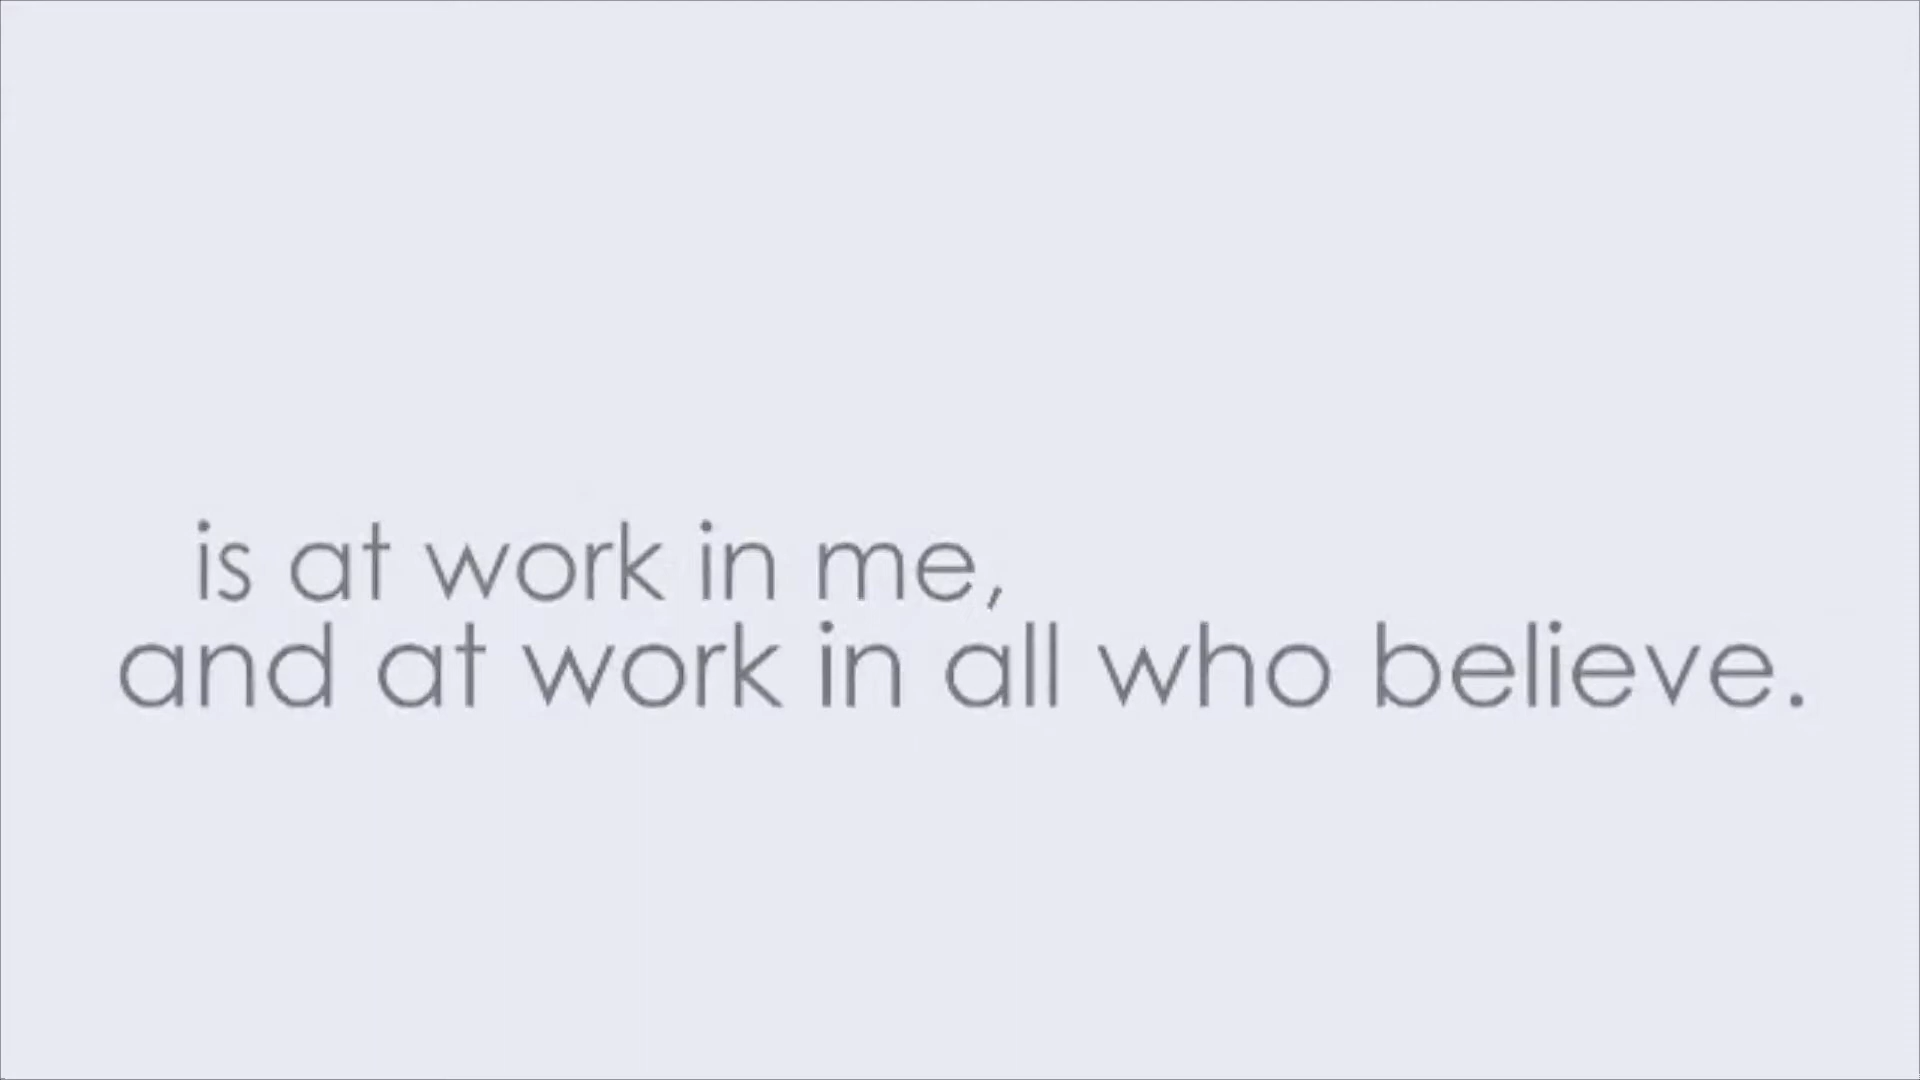 is at work in me,
and at work in all who believe.